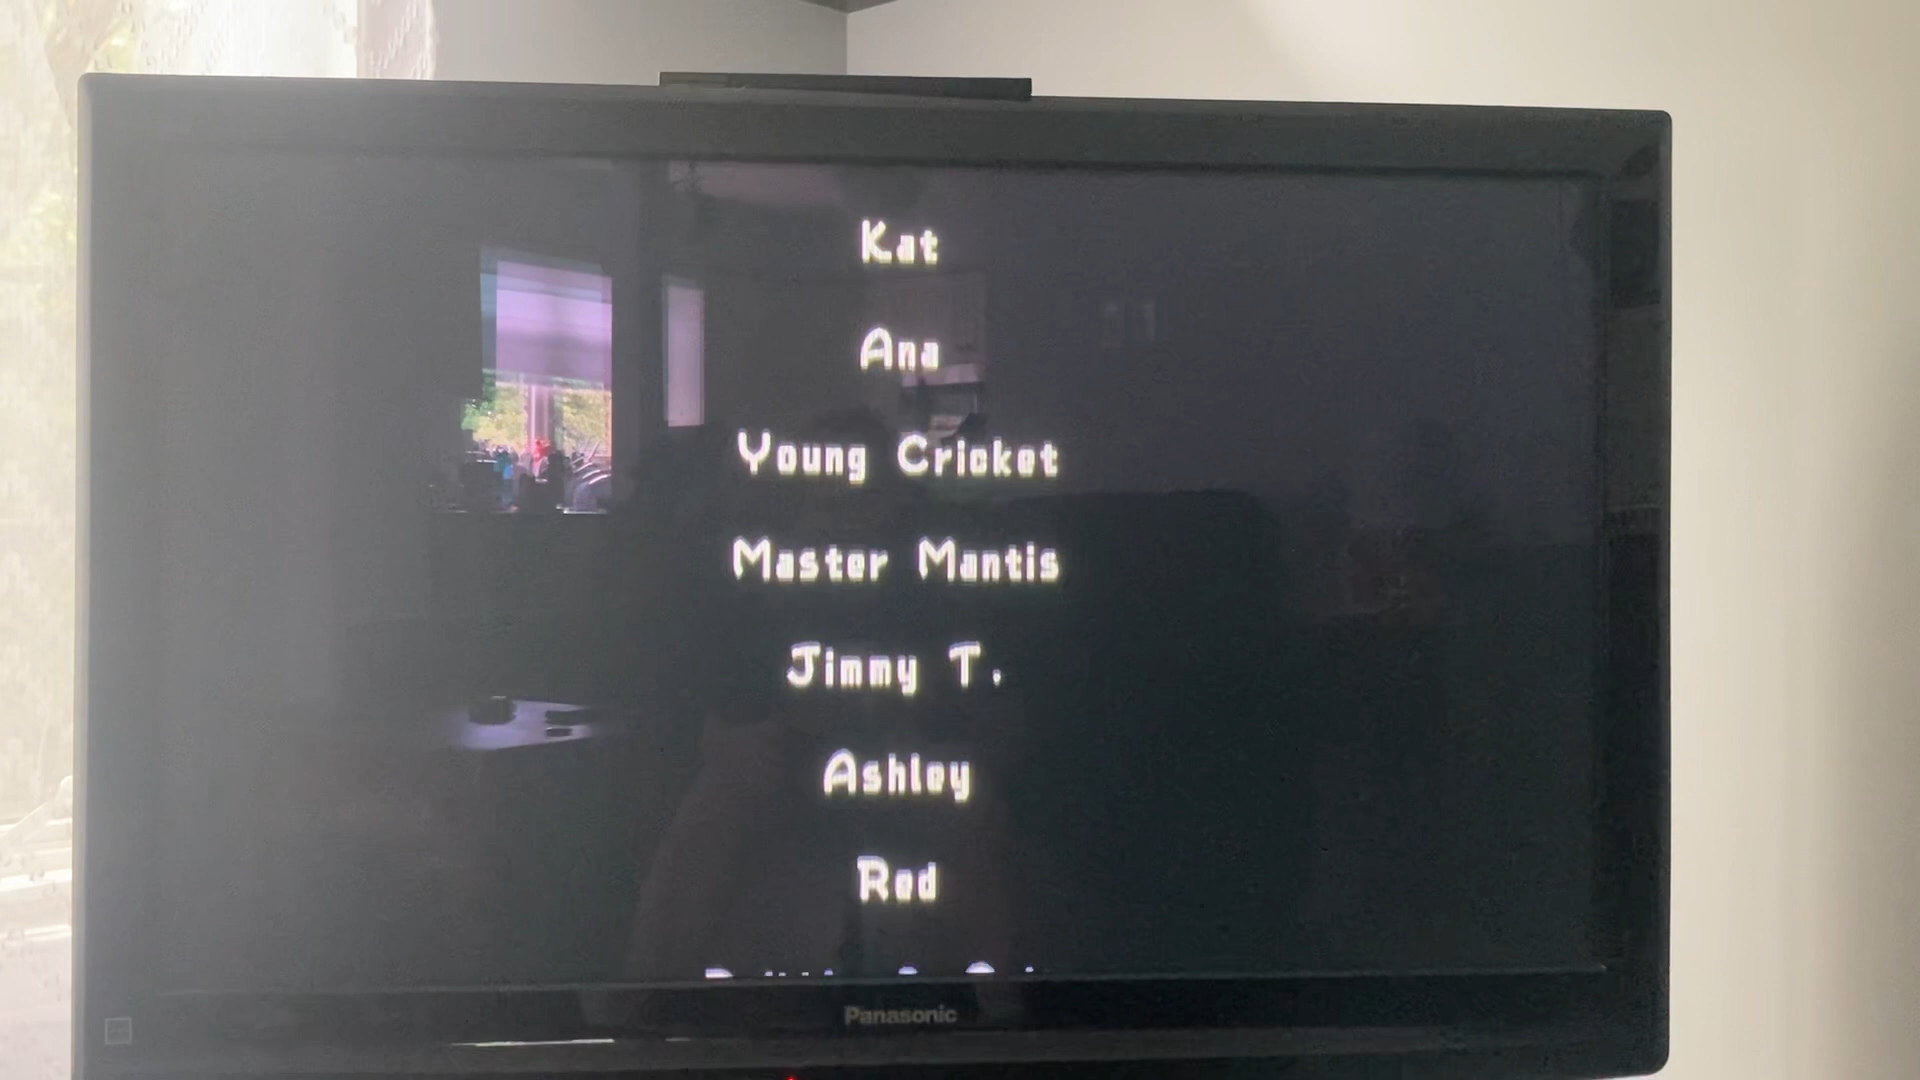 Kat
Ana
Young Cricket
Master Mantis
Jimmy T.
Ashley
Red
Panasonic